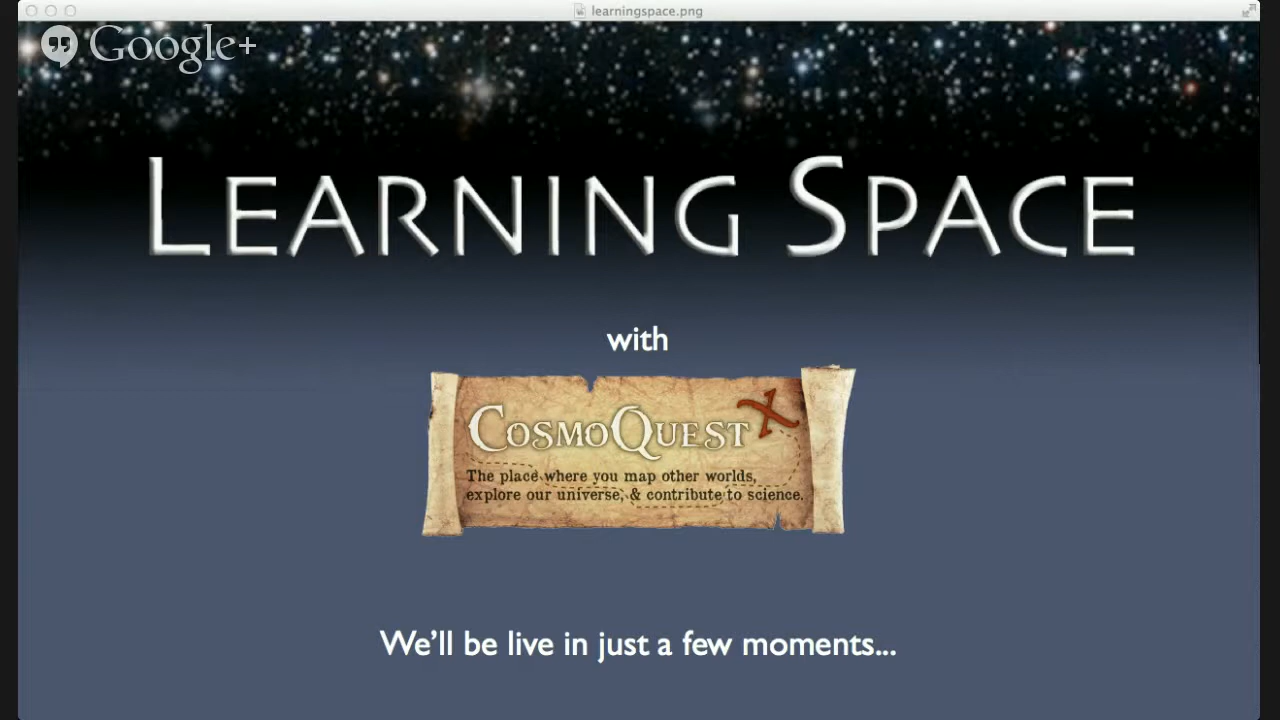 learningspace.png
Google+
LEARNING SPACE
with
COSMOQUEST X
The place where you map other worlds,
explore our universe, & contribute to science.
We'll be live in just a few moments...